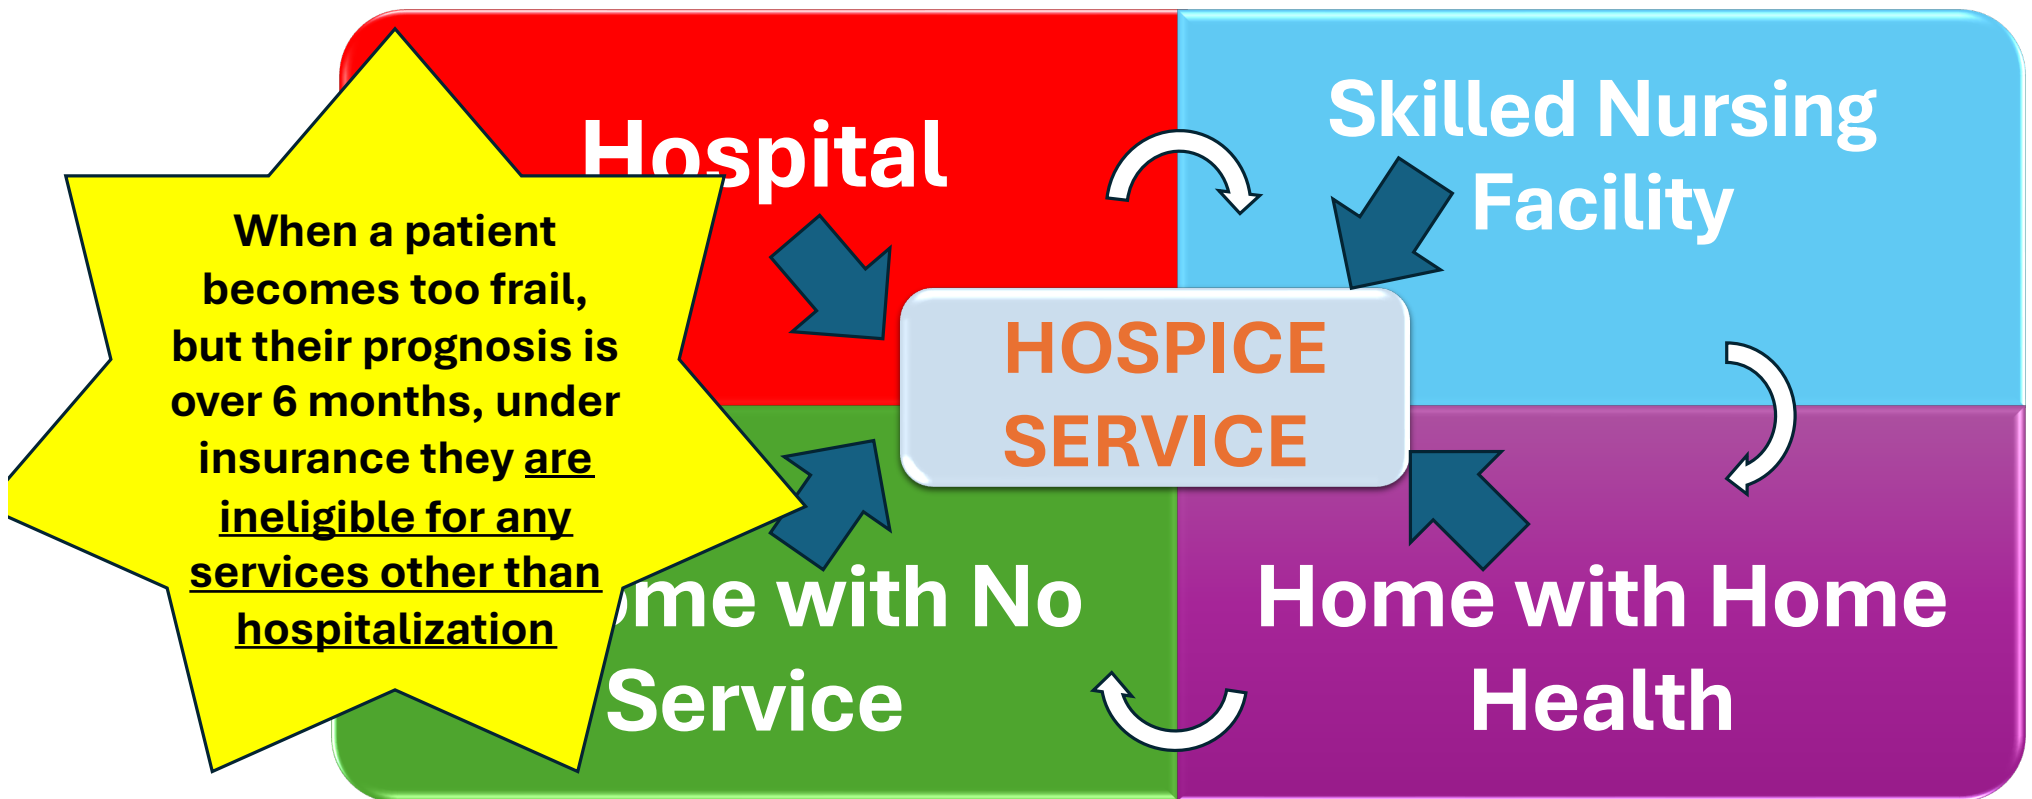 Hospital
Skilled Nursing
Facility
When a patient
becomes too frail,
but their prognosis is
over 6 months, under
insurance they are
ineligible for any
services other than
hospitalization
HOSPICE
SERVICE
me with No
Service
Home with Home
Health